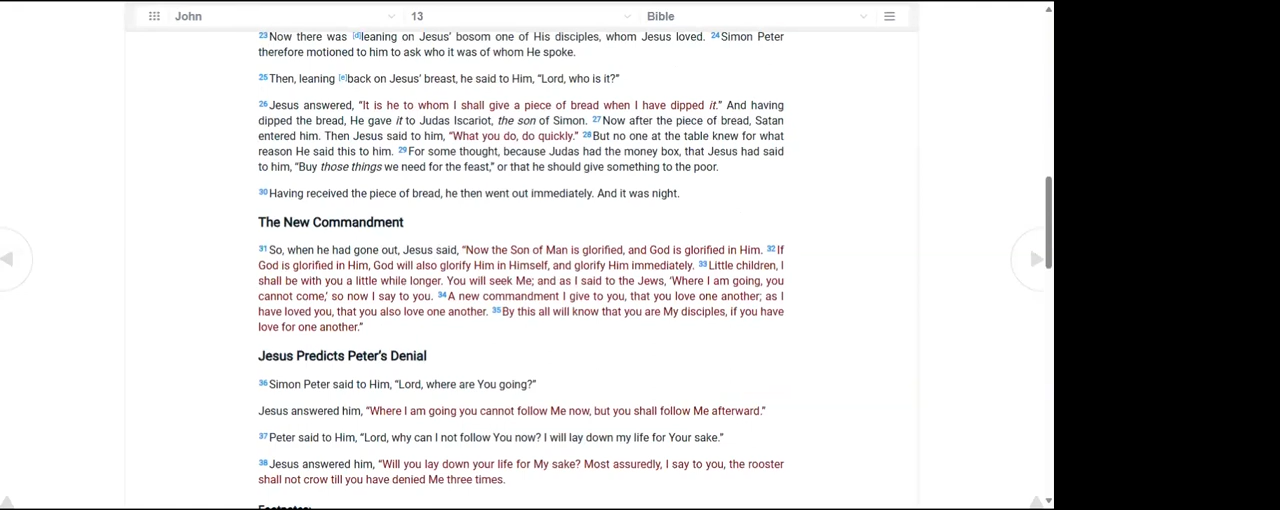 John 13 Bible
23Now there was [d]leaning on Jesus' bosom one of His disciples, whom Jesus loved. 24Simon Peter
therefore motioned to him to ask who it was of whom He spoke.
25Then, leaning [e]back on Jesus' breast, he said to Him, “Lord, who is it?”
26Jesus answered, “It is he to whom I shall give a piece of bread when I have dipped it.” And having
dipped the bread, He gave it to Judas Iscariot, the son of Simon. 27Now after the piece of bread, Satan
entered him. Then Jesus said to him, “What you do, do quickly.” 28But no one at the table knew for what
reason He said this to him. 29For some thought, because Judas had the money box, that Jesus had said
to him, “Buy those things we need for the feast,” or that he should give something to the poor.
30Having received the piece of bread, he then went out immediately. And it was night.
The New Commandment
31So, when he had gone out, Jesus said, “Now the Son of Man is glorified, and God is glorified in Him. 32If
God is glorified in Him, God will also glorify Him in Himself, and glorify Him immediately. 33Little children, I
shall be with you a little while longer. You will seek Me; and as I said to the Jews, ‘Where I am going, you
cannot come,’ so now I say to you. 34A new commandment I give to you, that you love one another; as I
have loved you, that you also love one another. 35By this all will know that you are My disciples, if you have
love for one another.”
Jesus Predicts Peter’s Denial
36Simon Peter said to Him, “Lord, where are You going?”
Jesus answered him, “Where I am going you cannot follow Me now, but you shall follow Me afterward.”
37Peter said to Him, “Lord, why can I not follow You now? I will lay down my life for Your sake.”
38Jesus answered him, “Will you lay down your life for My sake? Most assuredly, I say to you, the rooster
shall not crow till you have denied Me three times.